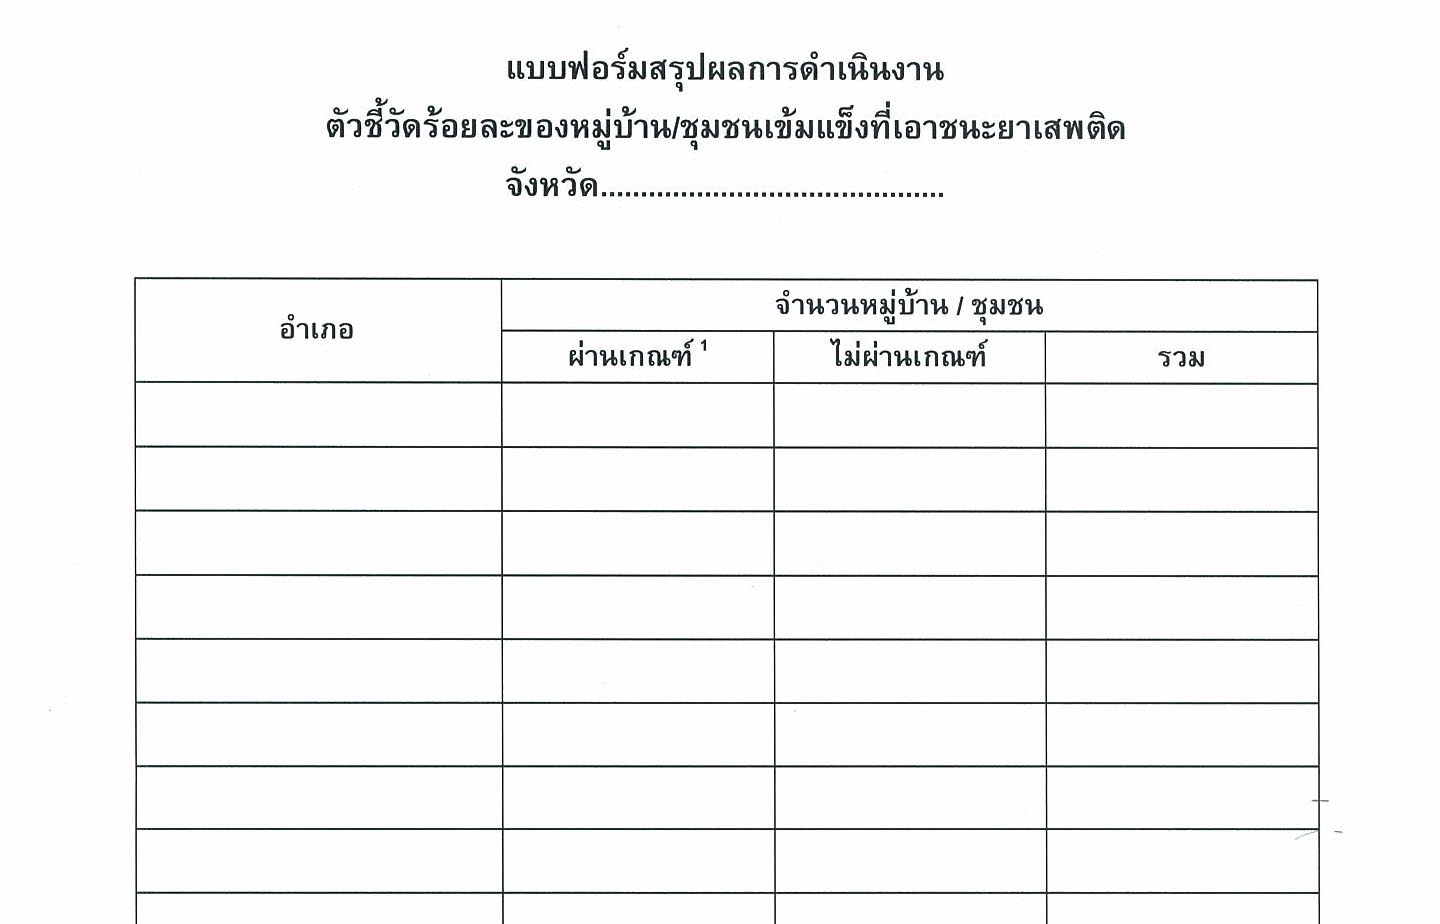 แบบฟอร์มสรุปผลการดำเนินงาน
ตัวชี้วัดร้อยละของหมู่บ้าน/ชุมชนเข้มแข็งที่เอาชนะยาเสพติด
จังหวัด...........................................
อำเภอ
จำนวนหมู่บ้าน / ชุมชน
ผ่านเกณฑ์ ¹ ไม่ผ่านเกณฑ์ รวม